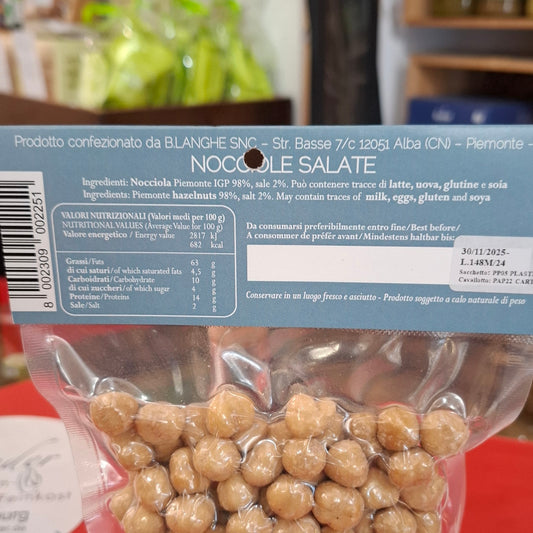 Prodotto confezionato da B.LANGHE SNC - Str. Basse 7/c 12051 Alba (CN) - Piemonte -
NOCCIOLE SALATE
Ingredienti: Nocciola Piemonte IGP 98%, sale 2%. Può contenere tracce di latte, uova, glutine e soia
Ingredients: Piemonte hazelnuts 98%, salt 2%. May contain traces of milk, eggs, gluten and soya
VALORI NUTRIZIONALI (Valori medi per 100 g)
NUTRITIONAL VALUES (Average Value for 100 g)
Valore energetico / Energy value 2817 kJ
682 kcal
Grassi/Fats 63 g
di cui saturi/of which saturated fats 4,5 g
Carboidrati/Carbohydrate 10 g
di cui zuccheri/of which sugar 4 g
Proteine/Proteins 14 g
Sale/Salt 2 g
Da consumarsi preferibilmente entro fine/Best before/
A consommer de préfér avant/Mindestens haltbar bis:
30/11/2025-
L.148M/24
Sacchetto: PP05 PLAST
Cavallotto: PAP22 CART
Conservare in un luogo fresco e asciutto - Prodotto soggetto a calo naturale di peso
8 002309 002251
burg